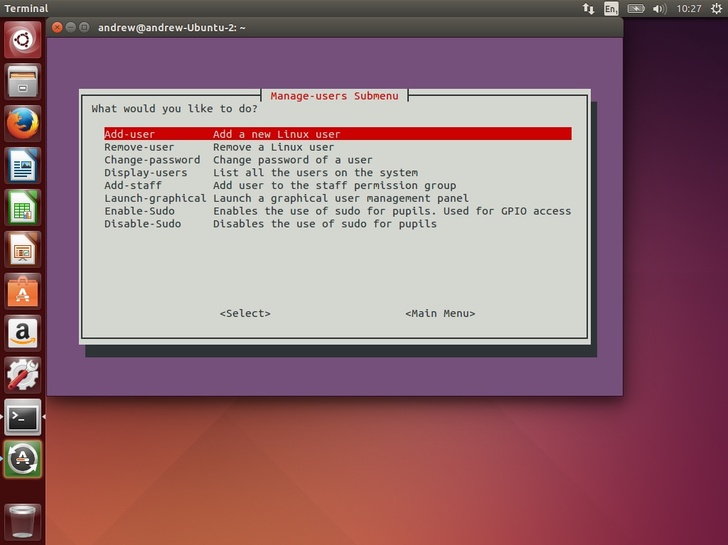 Terminal
En
10:27
andrew@andrew-Ubuntu-2: ~
Manage-users Submenu
What would you like to do?
Add-user Add a new Linux user
Remove-user Remove a Linux user
Change-password Change password of a user
Display-users List all the users on the system
Add-staff Add user to the staff permission group
Launch-graphical Launch a graphical user management panel
Enable-Sudo Enables the use of sudo for pupils. Used for GPIO access
Disable-Sudo Disables the use of sudo for pupils
<Select> <Main Menu>